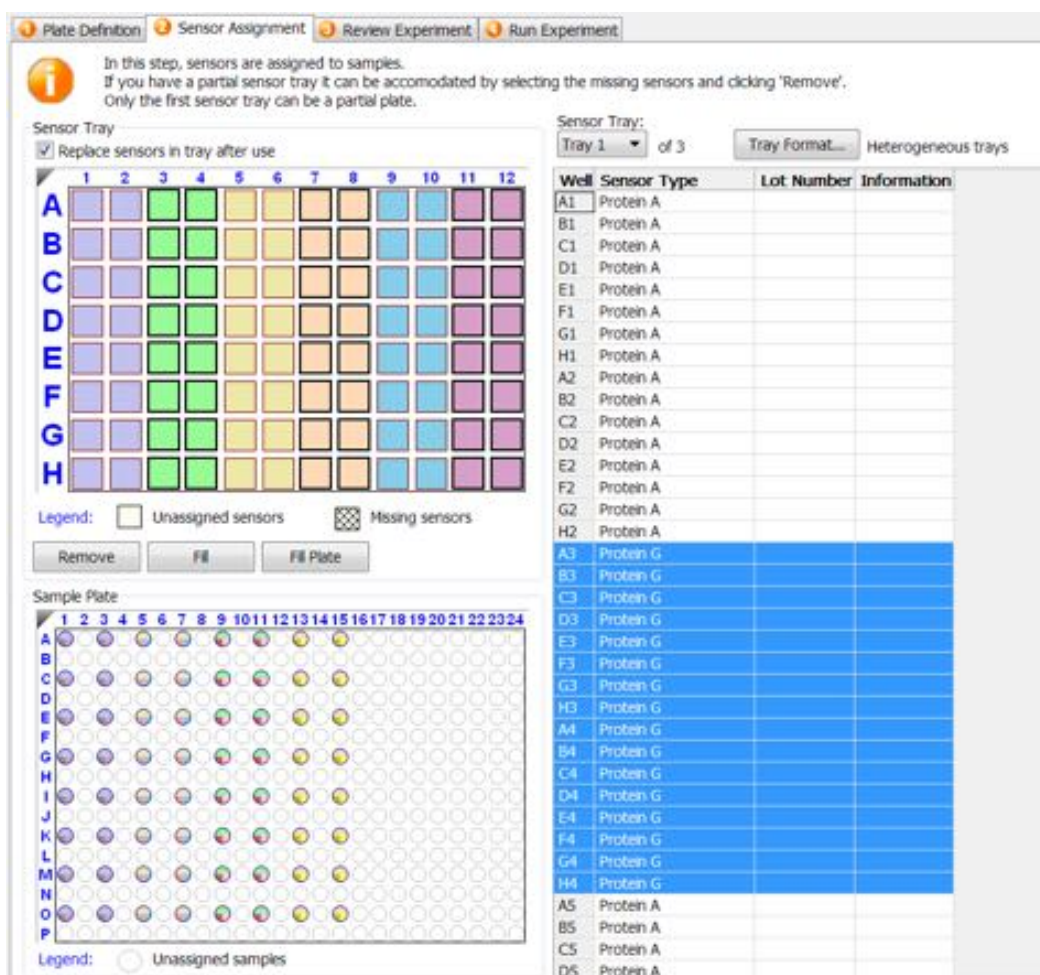 1 Plate Definition 2 Sensor Assignment 3 Review Experiment 4 Run Experiment
In this step, sensors are assigned to samples.
If you have a partial sensor tray it can be accomodated by selecting the missing sensors and clicking 'Remove'.
Only the first sensor tray can be a partial plate.
Sensor Tray
Replace sensors in tray after use
1 2 3 4 5 6 7 8 9 10 11 12
A
B
C
D
E
F
G
H
Legend: Unassigned sensors Missing sensors
Remove Fill Fill Plate
Sample Plate
1 2 3 4 5 6 7 8 9 10 11 12 13 14 15 16 17 18 19 20 21 22 23 24
A
B
C
D
E
F
G
H
I
J
K
L
M
N
O
P
Legend: Unassigned samples
Sensor Tray:
Tray 1 of 3 Tray Format... Heterogeneous trays
Well Sensor Type Lot Number Information
A1 Protein A
B1 Protein A
C1 Protein A
D1 Protein A
E1 Protein A
F1 Protein A
G1 Protein A
H1 Protein A
A2 Protein A
B2 Protein A
C2 Protein A
D2 Protein A
E2 Protein A
F2 Protein A
G2 Protein A
H2 Protein A
A3 Protein G
B3 Protein G
C3 Protein G
D3 Protein G
E3 Protein G
F3 Protein G
G3 Protein G
H3 Protein G
A4 Protein G
B4 Protein G
C4 Protein G
D4 Protein G
E4 Protein G
F4 Protein G
G4 Protein G
H4 Protein G
A5 Protein A
B5 Protein A
C5 Protein A
D5 Protein A